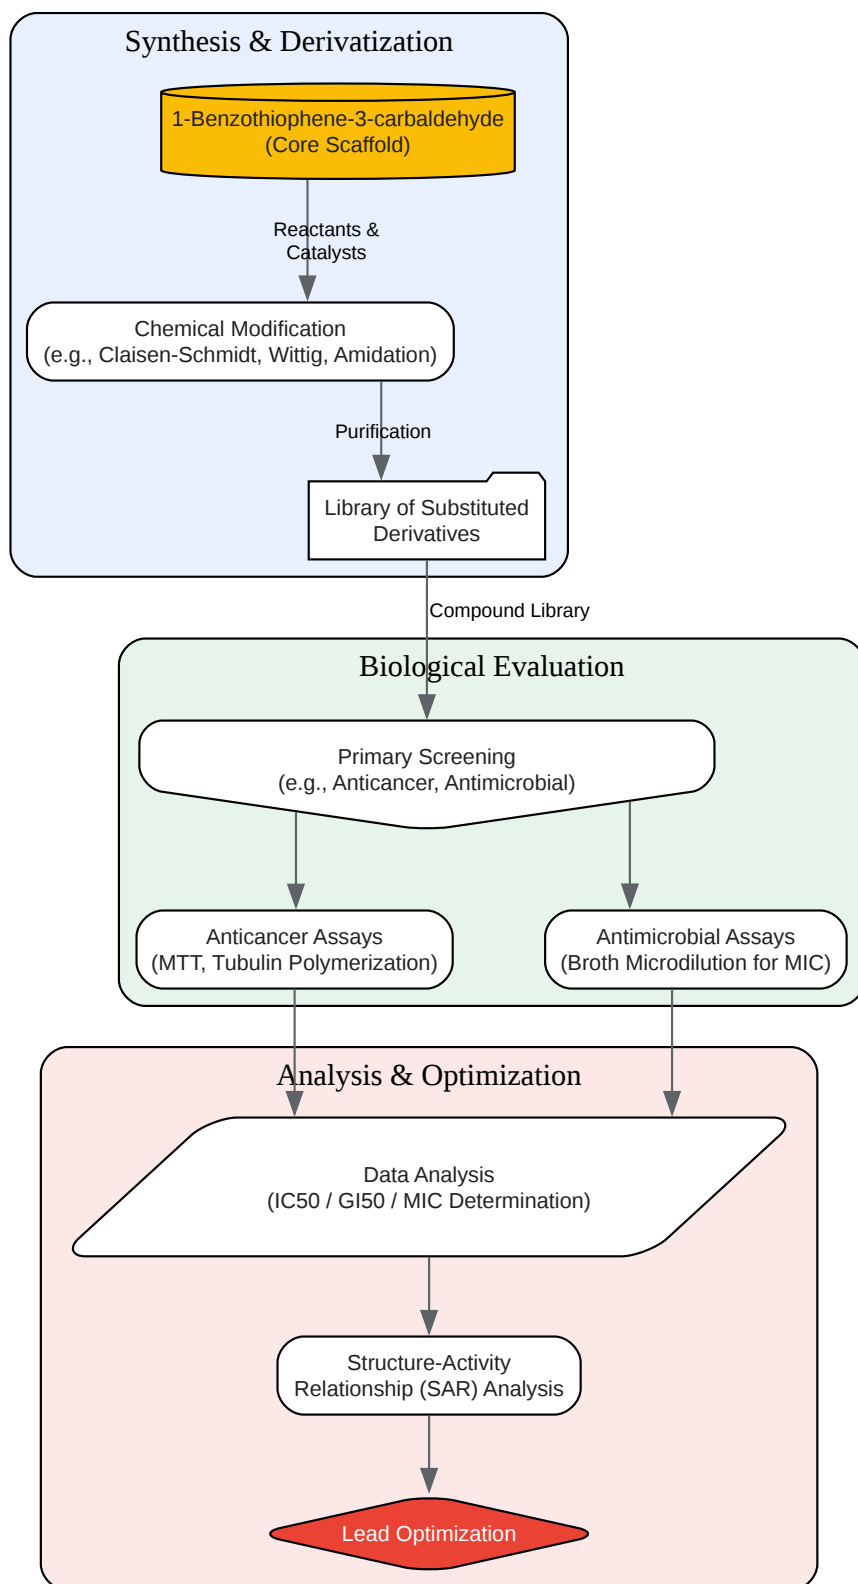 Synthesis & Derivatization
1-Benzothiophene-3-carbaldehyde
(Core Scaffold)
Reactants &
Catalysts
Chemical Modification
(e.g., Claisen-Schmidt, Wittig, Amidation)
Purification
Library of Substituted
Derivatives
Compound Library
Biological Evaluation
Primary Screening
(e.g., Anticancer, Antimicrobial)
Anticancer Assays
(MTT, Tubulin Polymerization)
Antimicrobial Assays
(Broth Microdilution for MIC)
Analysis & Optimization
Data Analysis
(IC50 / GI50 / MIC Determination)
Structure-Activity
Relationship (SAR) Analysis
Lead Optimization